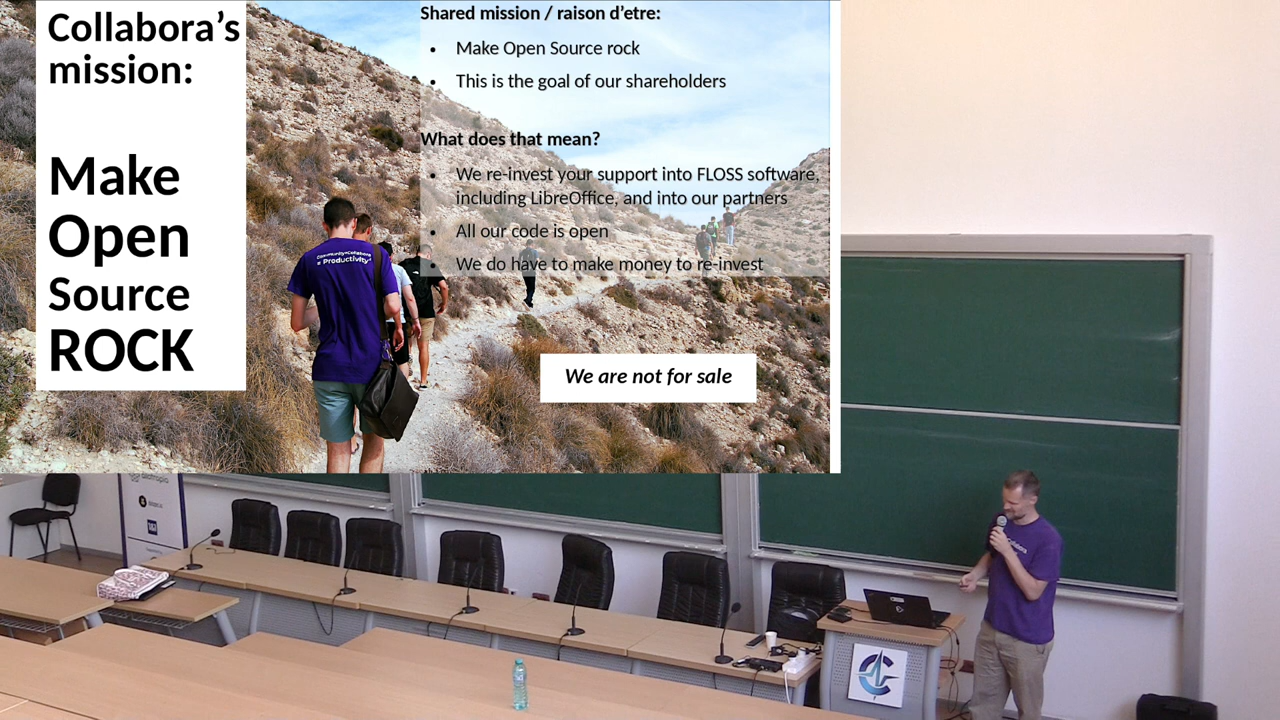 Collabora’s
mission:
Make
Open
Source
ROCK
Shared mission / raison d’etre:
• Make Open Source rock
• This is the goal of our shareholders
What does that mean?
• We re-invest your support into FLOSS software,
including LibreOffice, and into our partners
• All our code is open
• We do have to make money to re-invest
We are not for sale
Productivity
Collabora